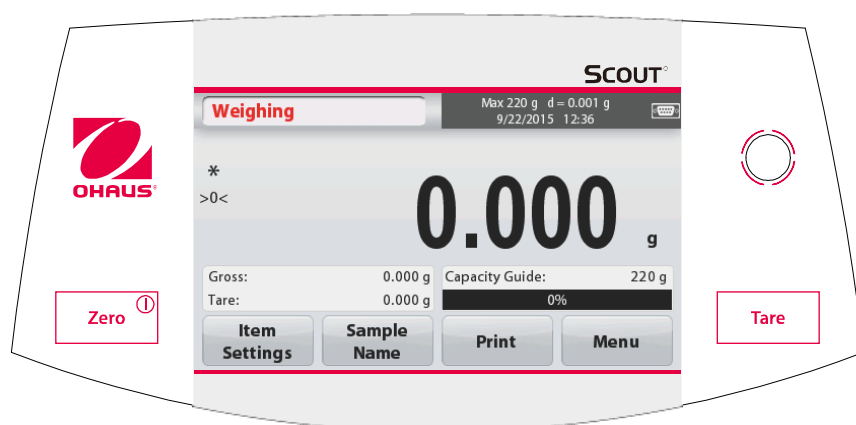 SCOUT
Weighing
Max 220 g d = 0.001 g
9/22/2015 12:36
OHAUS
*
>0<
0.000 g
Gross: 0.000 g
Tare: 0.000 g
Capacity Guide: 220 g
0%
Zero
Item Settings
Sample Name
Print
Menu
Tare